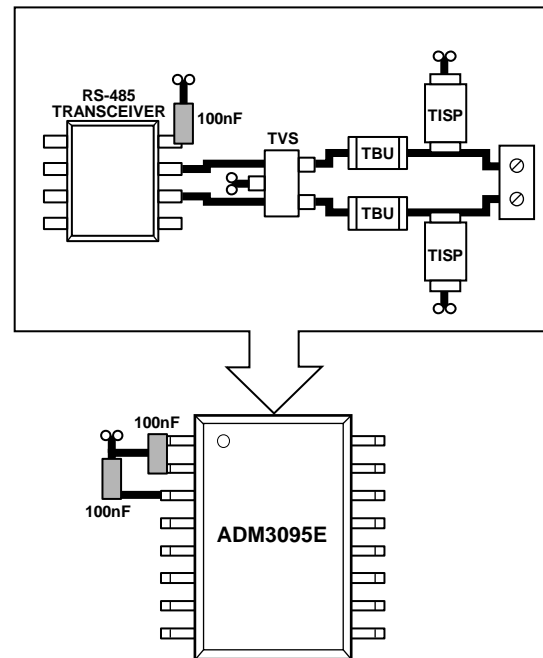 RS-485
TRANSCEIVER
100nF
TVS
TBU
TISP
TBU
TISP
100nF
100nF
ADM3095E